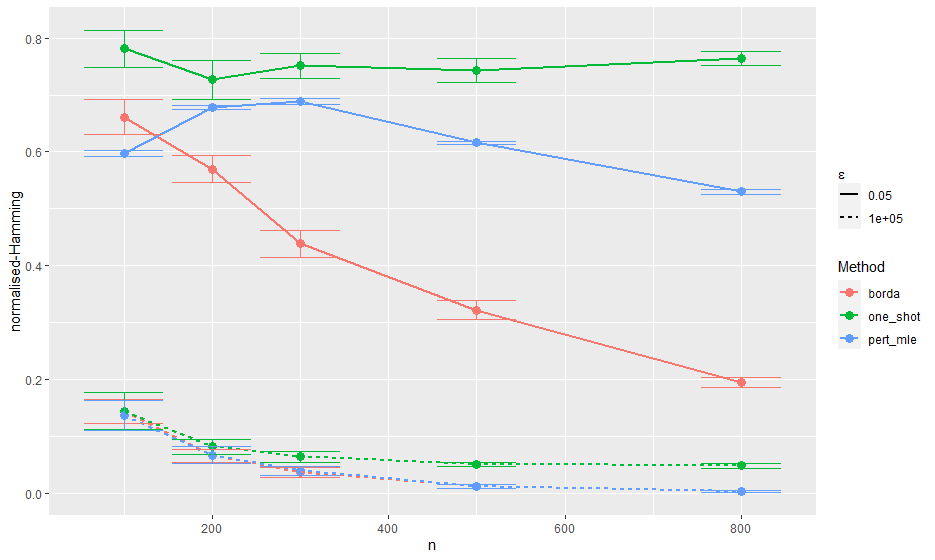 normalised-Hamming
0.8
0.6
0.4
0.2
0.0
200
400
600
800
n
ε
0.05
1e+05
Method
borda
one_shot
pert_mle